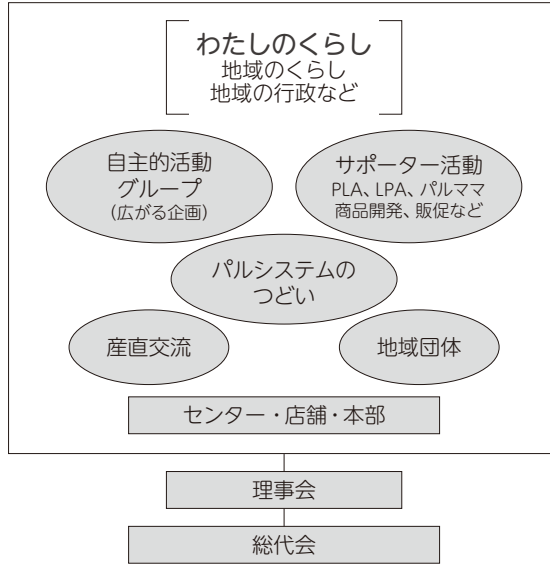 わたしのくらし
地域のくらし
地域の行政など
自主的活動
グループ
(広がる企画)
サポーター活動
PLA、LPA、パルママ
商品開発、販促など
パルシステムの
つどい
産直交流
地域団体
センター・店舗・本部
理事会
総代会